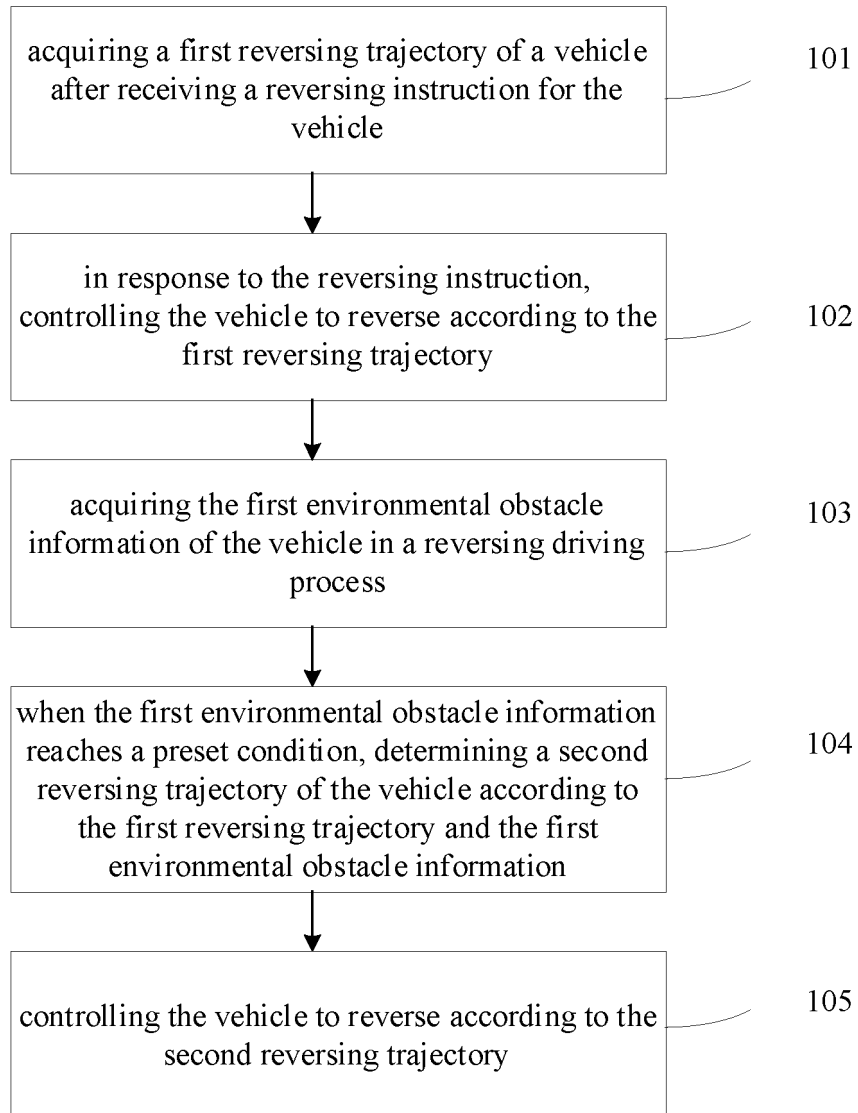 acquiring a first reversing trajectory of a vehicle
after receiving a reversing instruction for the
vehicle
101
in response to the reversing instruction,
controlling the vehicle to reverse according to the
first reversing trajectory
102
acquiring the first environmental obstacle
information of the vehicle in a reversing driving
process
103
when the first environmental obstacle information
reaches a preset condition, determining a second
reversing trajectory of the vehicle according to
the first reversing trajectory and the first
environmental obstacle information
104
controlling the vehicle to reverse according to the
second reversing trajectory
105